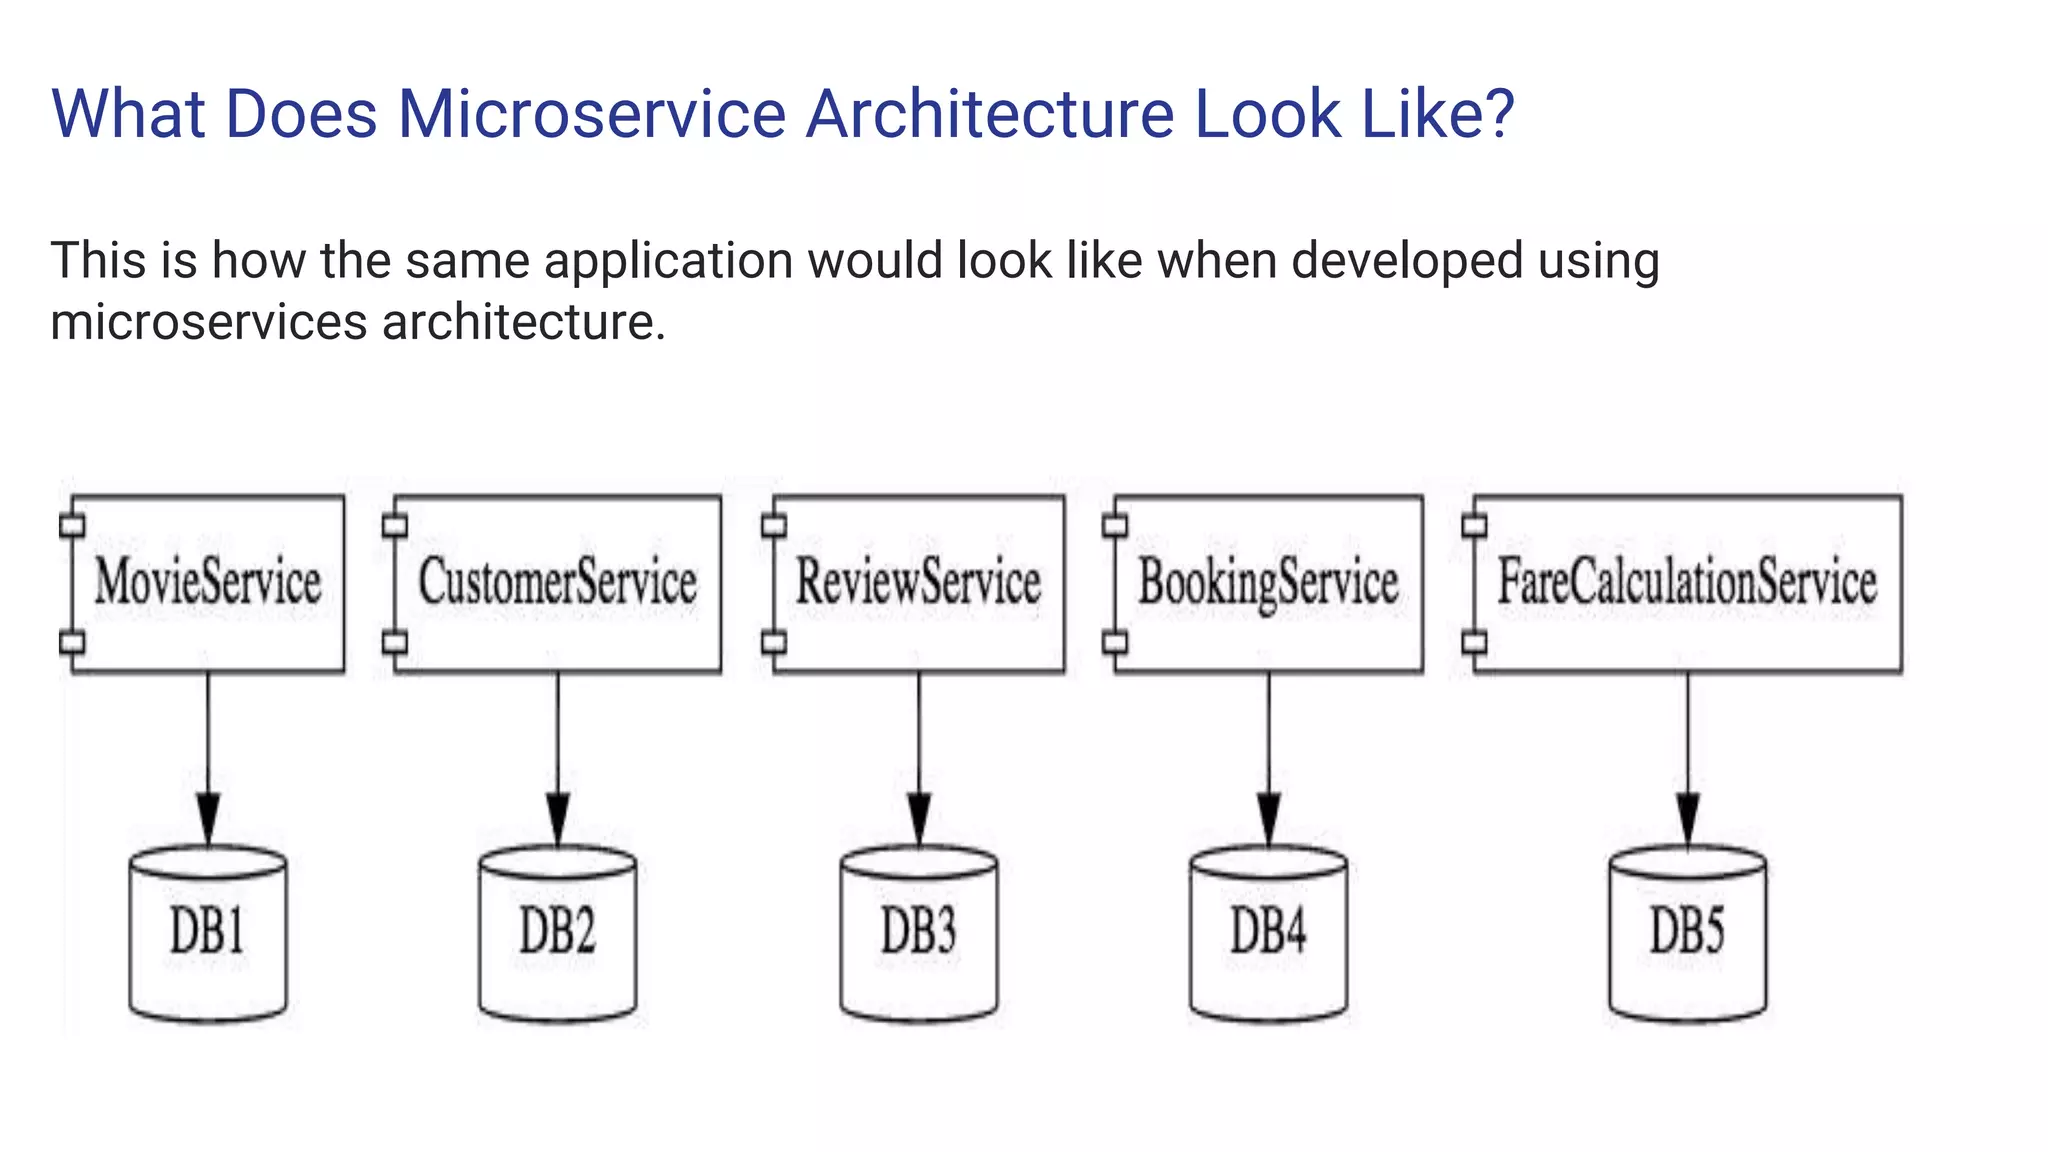 What Does Microservice Architecture Look Like?
This is how the same application would look like when developed using
microservices architecture.
MovieService
CustomerService
ReviewService
BookingService
FareCalculationService
DB1
DB2
DB3
DB4
DB5